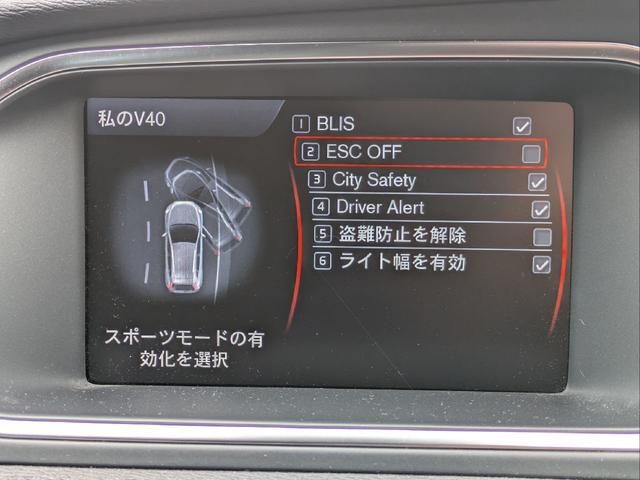 私のV40
1 BLIS
2 ESC OFF
3 City Safety
4 Driver Alert
5 盗難防止を解除
6 ライト幅を有効
スポーツモードの有
効化を選択